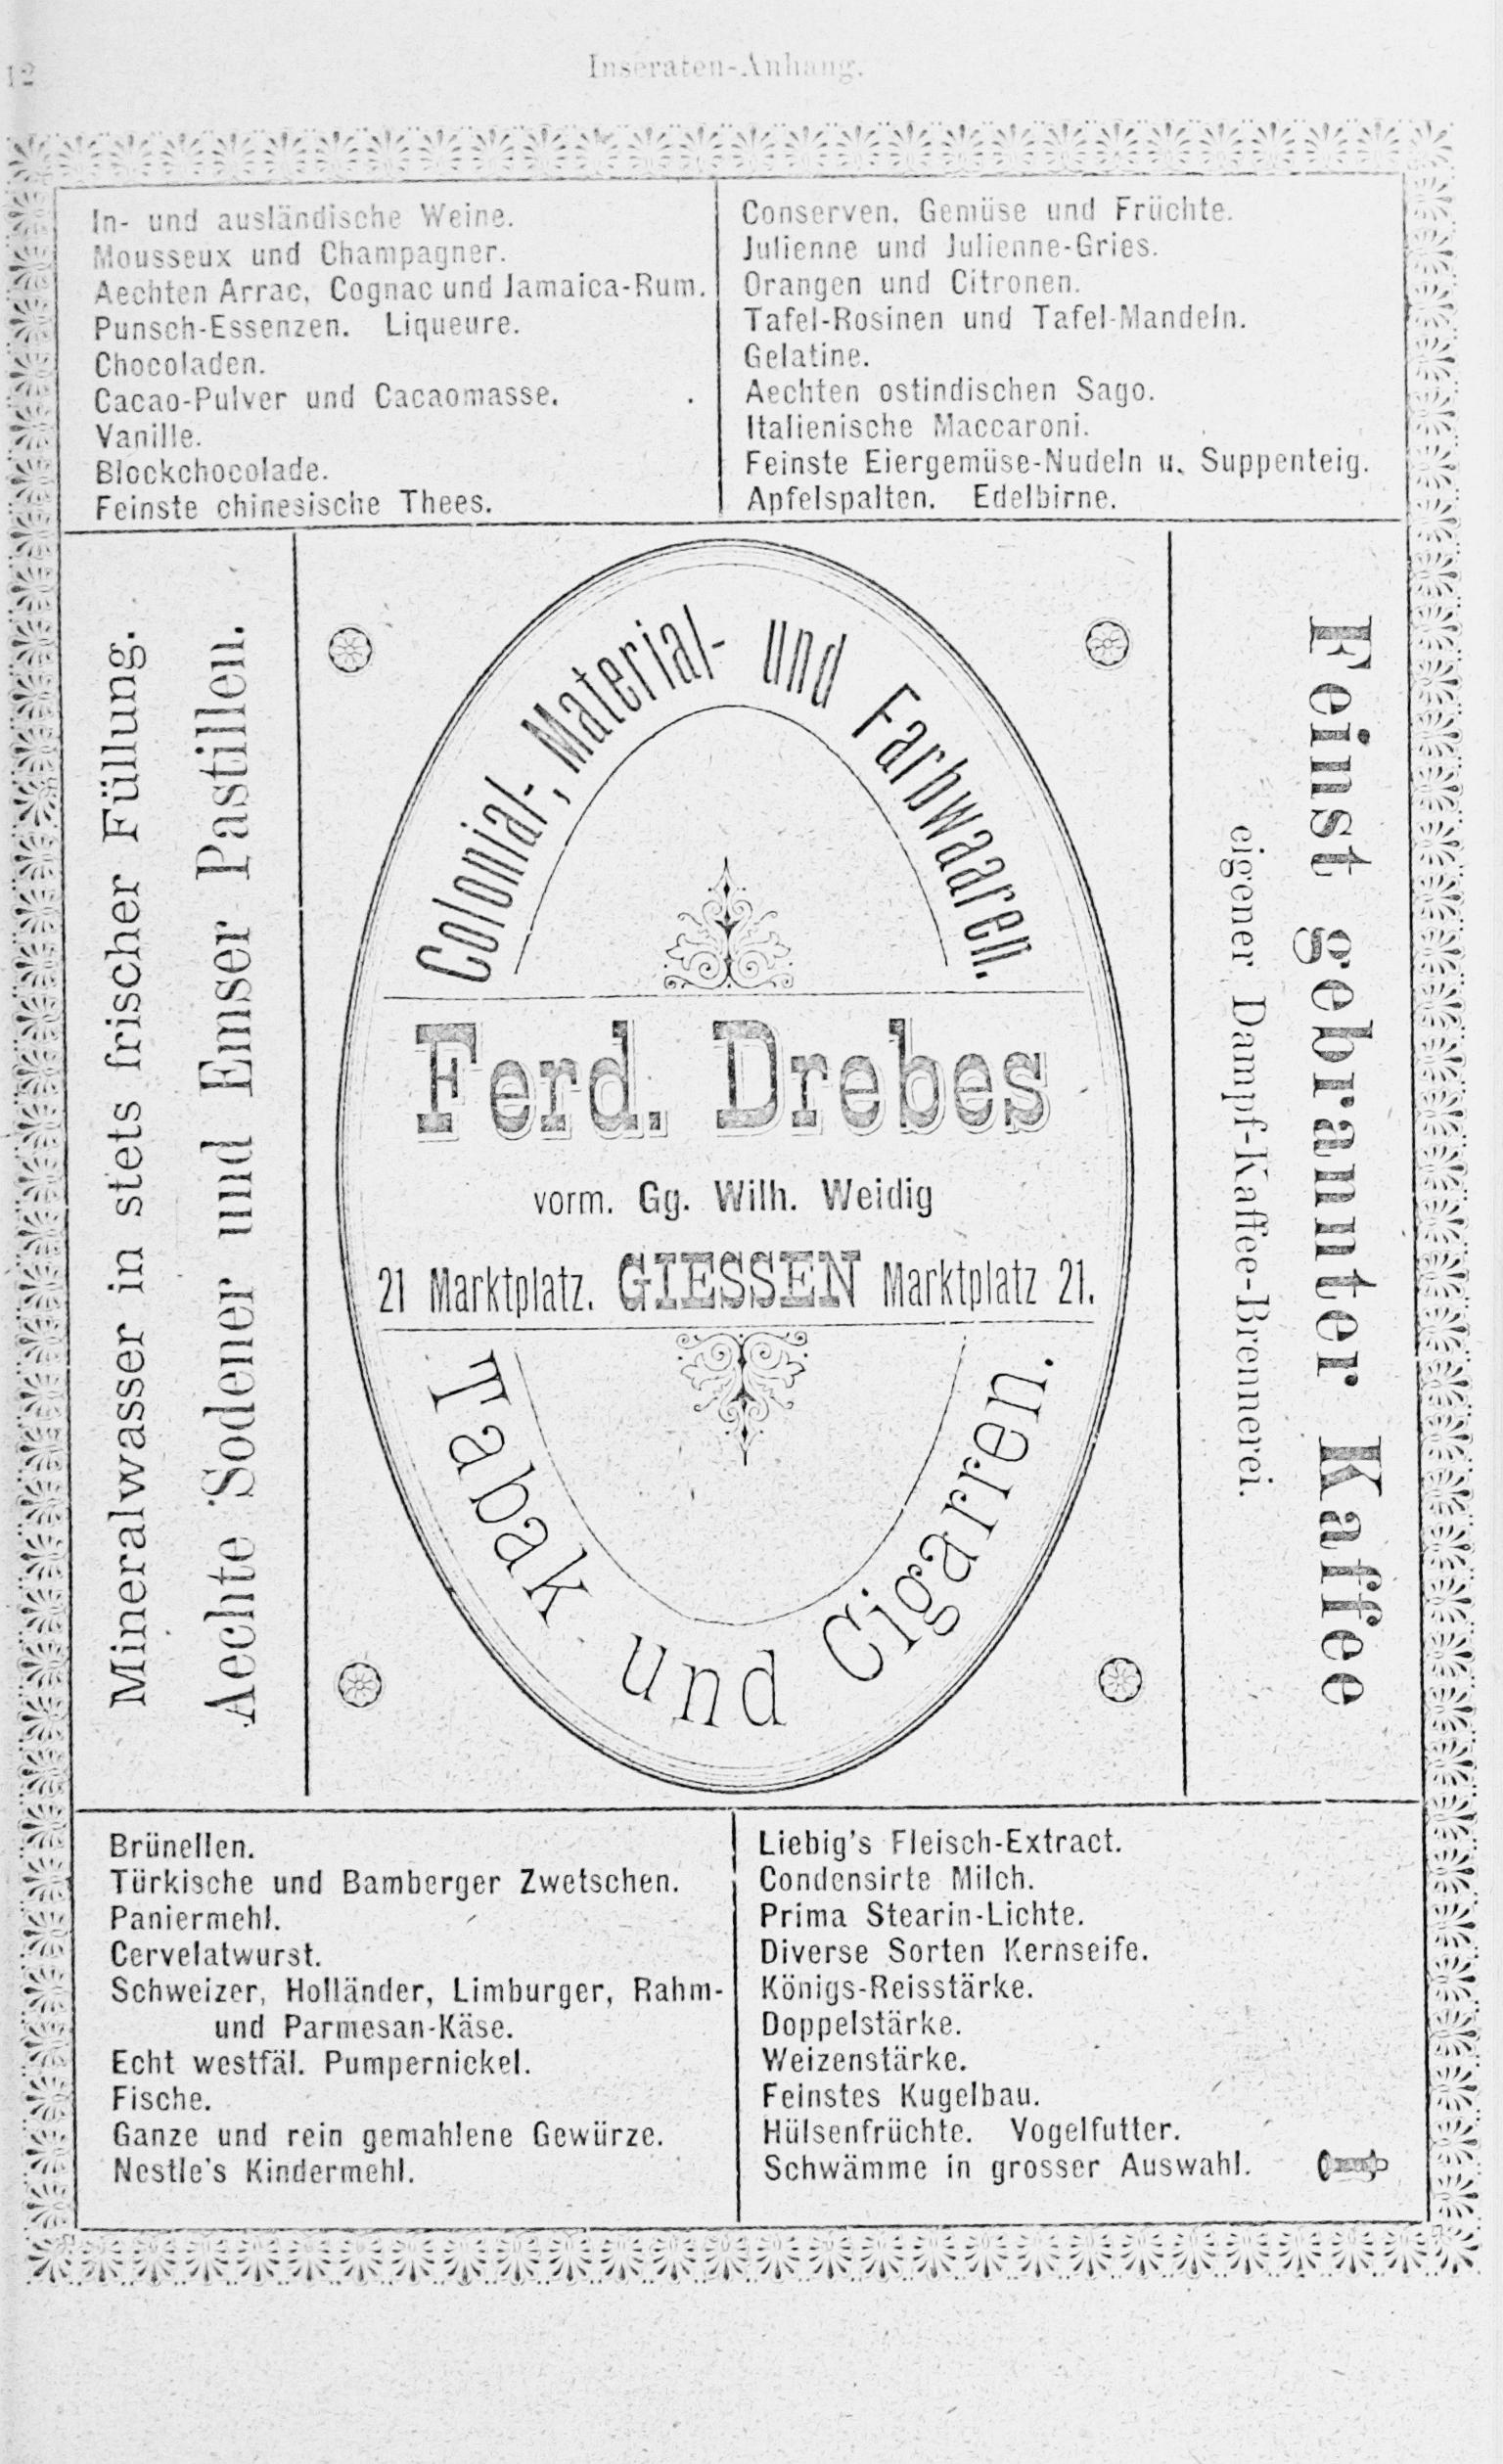 12
Inseraten-Anhang.
In- und ausländische Weine.
Mousseux und Champagner.
Aechten Arrac, Cognac und Jamaica-Rum.
Punsch-Essenzen. Liqueure.
Chocoladen.
Cacao-Pulver und Cacaomasse.
Vanille.
Blockchocolade.
Feinste chinesische Thees.
Conserven, Gemüse und Früchte.
Julienne und Julienne-Gries.
Orangen und Citronen.
Tafel-Rosinen und Tafel-Mandeln.
Gelatine.
Aechten ostindischen Sago.
Italienische Maccaroni.
Feinste Eiergemüse-Nudeln u. Suppenteig.
Apfelspalten. Edelbirne.
Mineralwasser in stets frischer Füllung.
Aechte Sodener und Emser Pastillen.
Colonial-, Material- und Farbwaaren.
Ferd. Drebes
vorm. Gg. Wilh. Weidig
21 Marktplatz. GIESSEN Marktplatz 21.
Tabak und Cigarren.
Feinst gebrannter Kaffee
eigener Dampf-Kaffee-Brennerei.
Brünellen.
Türkische und Bamberger Zwetschen.
Paniermehl.
Cervelatwurst.
Schweizer, Holländer, Limburger, Rahm-
und Parmesan-Käse.
Echt westfäl. Pumpernickel.
Fische.
Ganze und rein gemahlene Gewürze.
Nestle's Kindermehl.
Liebig's Fleisch-Extract.
Condensirte Milch.
Prima Stearin-Lichte.
Diverse Sorten Kernseife.
Königs-Reisstärke.
Doppelstärke.
Weizenstärke.
Feinstes Kugelbau.
Hülsenfrüchte. Vogelfutter.
Schwämme in grosser Auswahl.